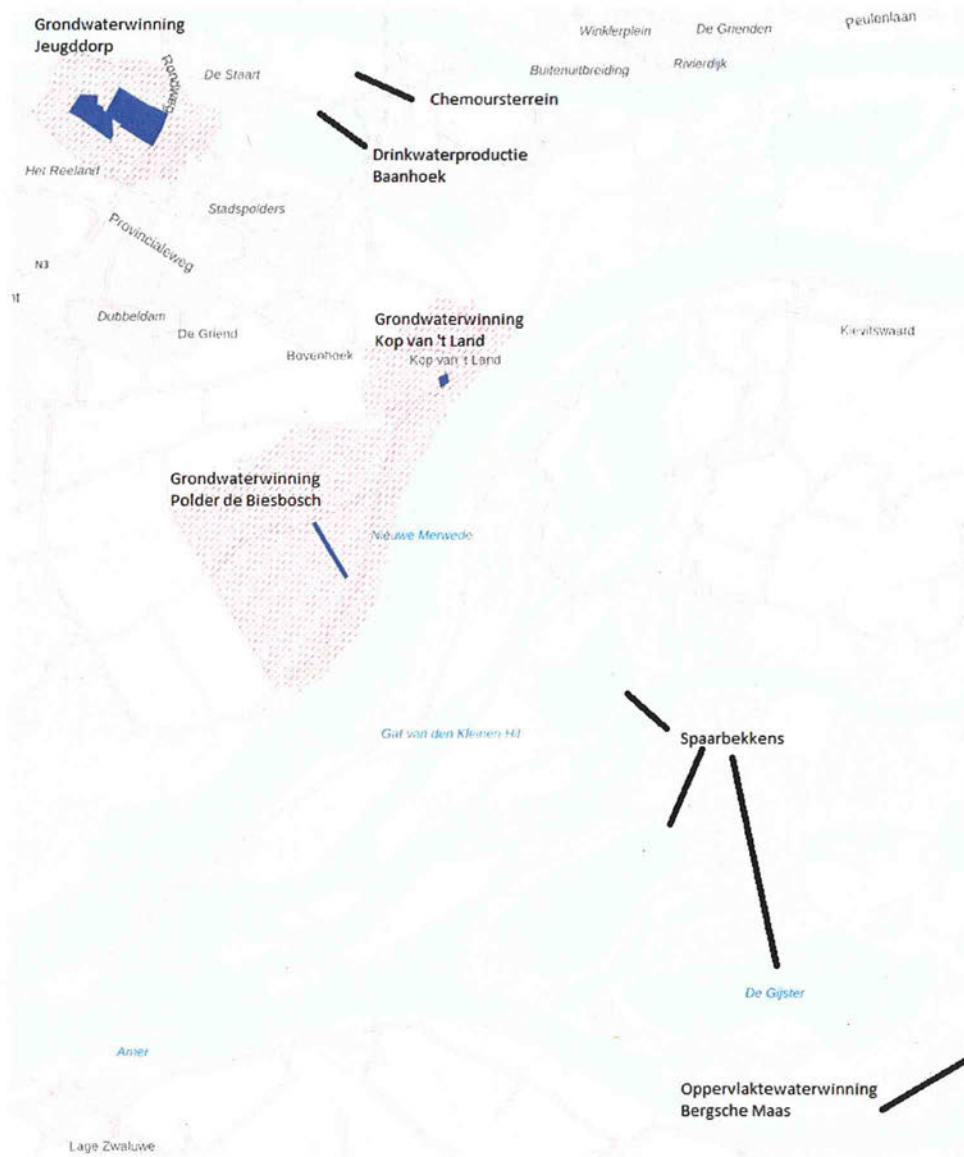 Grondwaterwinning
Jeugddorp
Rondweg
De Staart
Winklerplein
De Grienden
Peulenlaan
Buitenuitbreiding
Rivierdijk
Chemoursterrein
Drinkwaterproductie
Baanhoek
Het Reeland
Stadspolders
Provincialeweg
N3
Dubbeldam
De Griend
Bovenhoek
Grondwaterwinning
Kop van 't Land
Kop van 't Land
Kievitswaard
Grondwaterwinning
Polder de Biesbosch
Nieuwe Merwede
Gat van den Kleinen Hil
Spaarbekkens
De Gijster
Amer
Oppervlaktewaterwinning
Bergsche Maas
Lage Zwaluwe